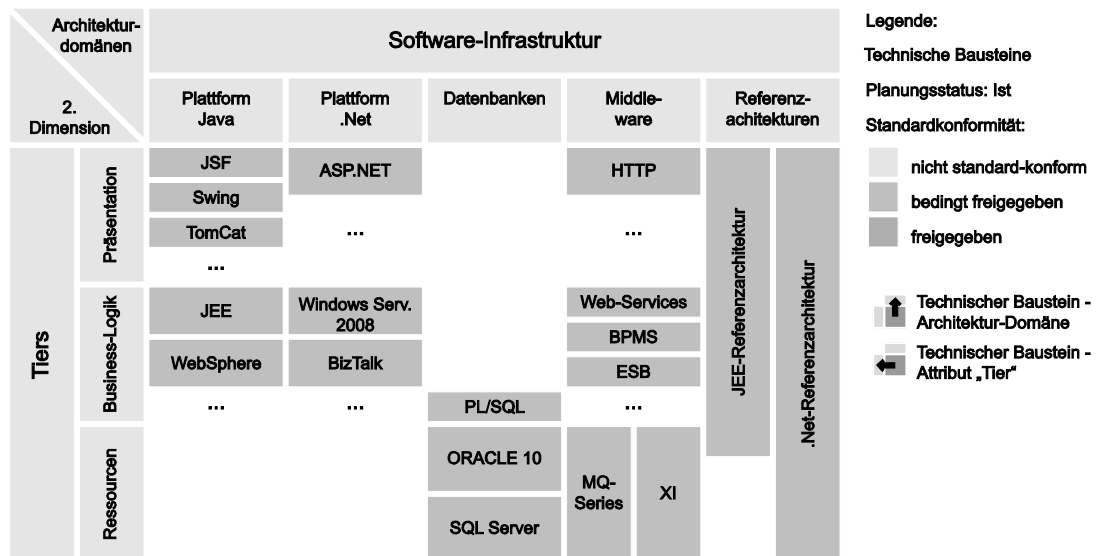 Architektur-
domänen
2.
Dimension
Software-Infrastruktur
Plattform
Java
Plattform
.Net
Datenbanken
Middle-
ware
Referenz-
achitekturen
Tiers
Präsentation
JSF
Swing
TomCat
...
ASP.NET
...
HTTP
...
Business-Logik
JEE
WebSphere
...
Windows Serv.
2008
BizTalk
...
PL/SQL
Web-Services
BPMS
ESB
...
Ressourcen
ORACLE 10
SQL Server
MQ-
Series
XI
JEE-Referenzarchitektur
.Net-Referenzarchitektur
Legende:
Technische Bausteine
Planungsstatus: Ist
Standardkonformität:
nicht standard-konform
bedingt freigegeben
freigegeben
Technischer Baustein -
Architektur-Domäne
Technischer Baustein -
Attribut „Tier“